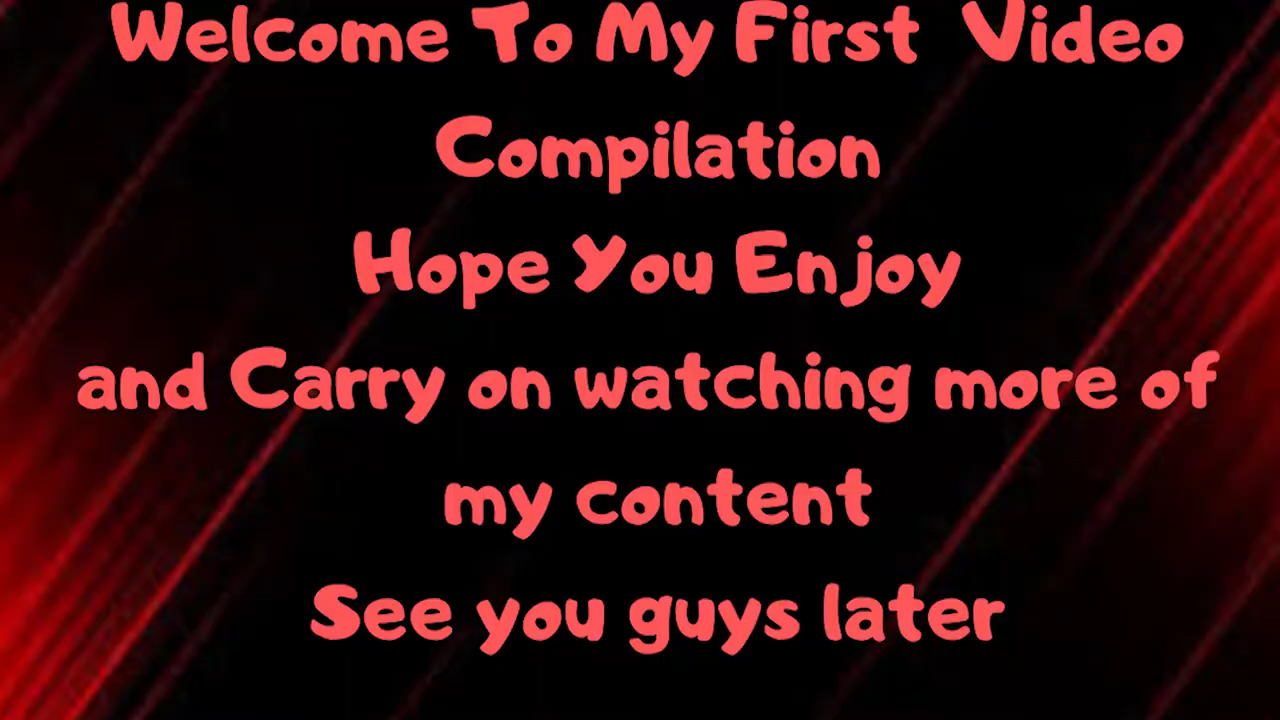 Welcome To My First Video
Compilation
Hope You Enjoy
and Carry on watching more of
my content
See you guys later